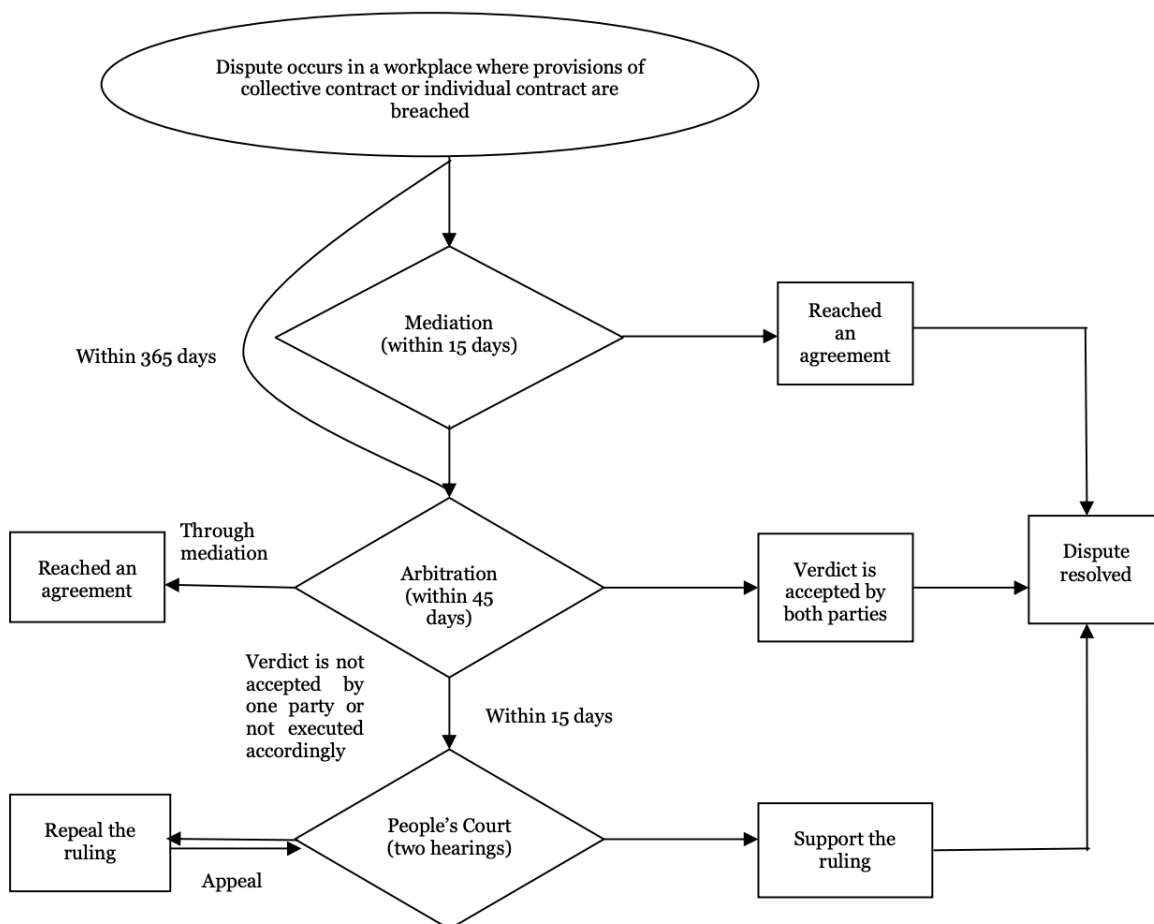 Dispute occurs in a workplace where provisions of
collective contract or individual contract are
breached
Within 365 days
Mediation
(within 15 days)
Reached
an
agreement
Through
mediation
Reached an
agreement
Arbitration
(within 45
days)
Verdict is
accepted by
both parties
Dispute
resolved
Verdict is not
accepted by
one party or
not executed
accordingly
Within 15 days
Repeal the
ruling
Appeal
People’s Court
(two hearings)
Support the
ruling